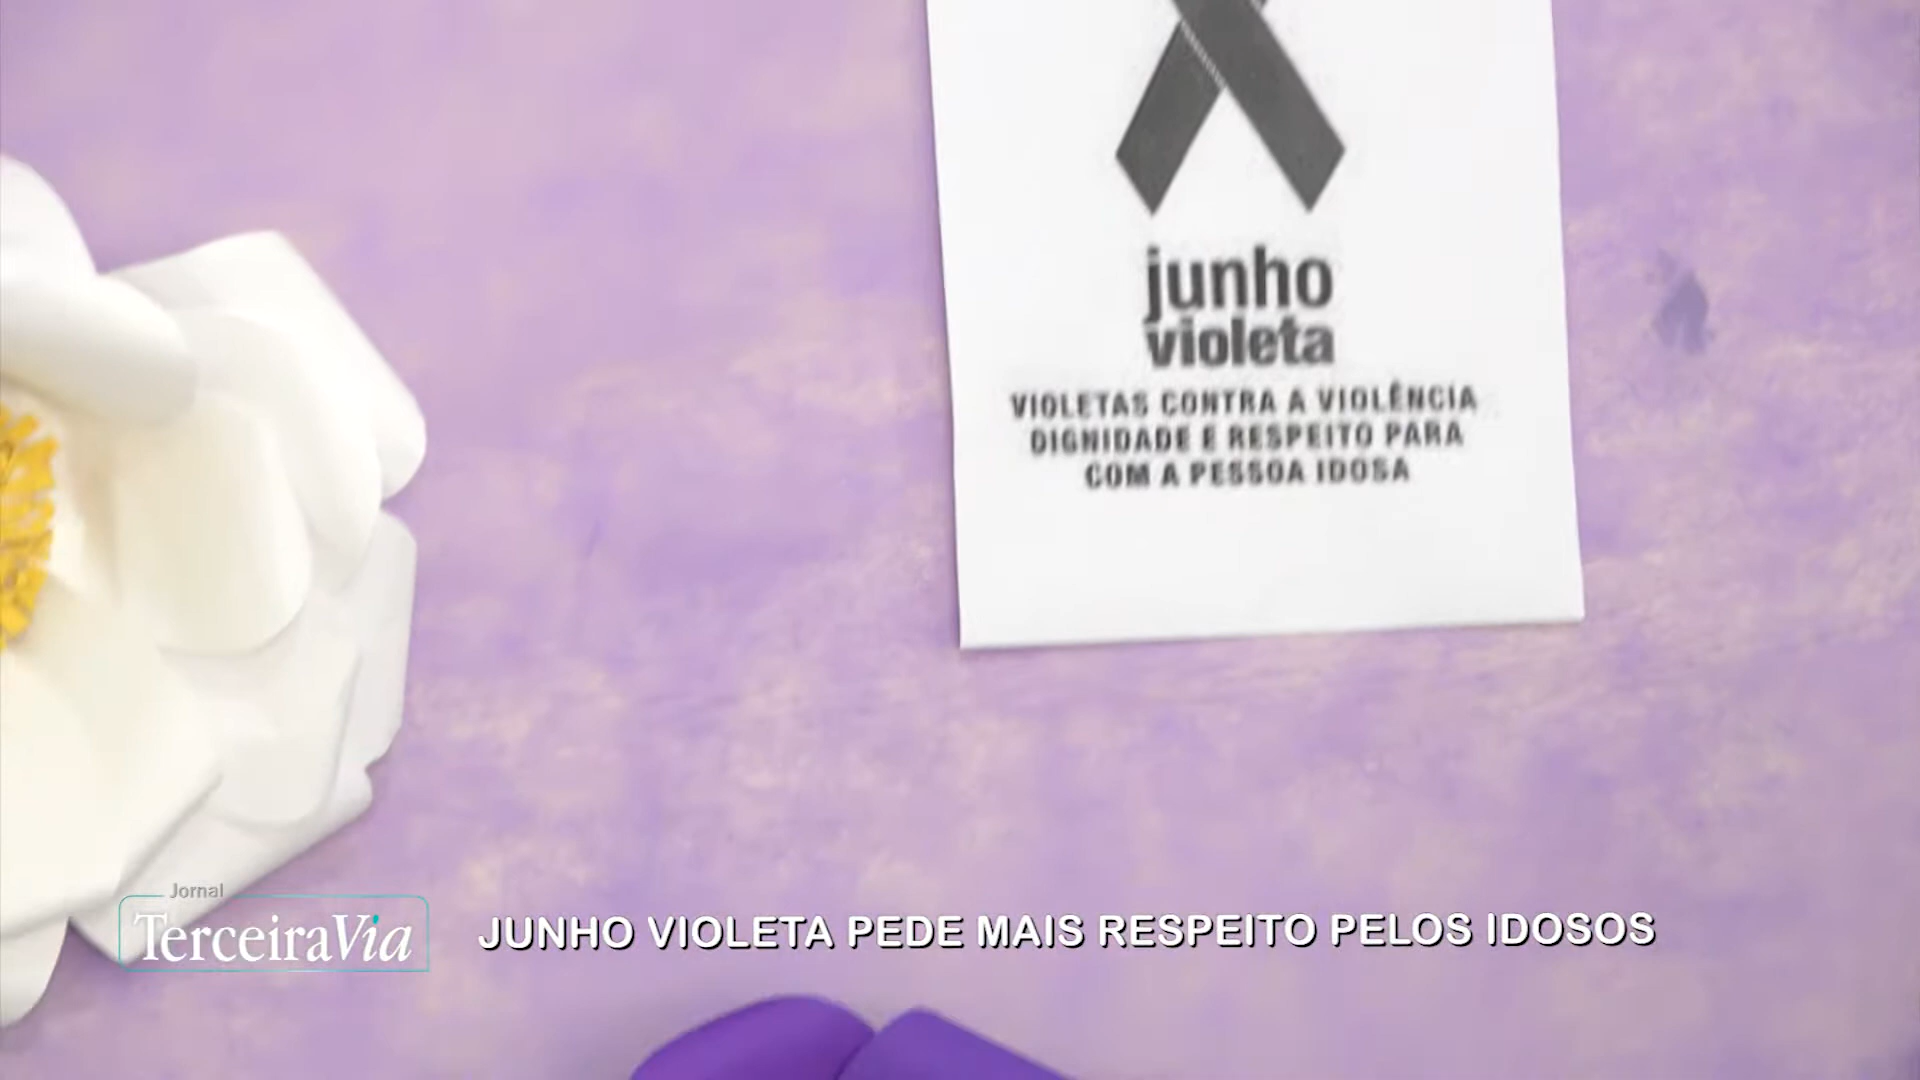 junho
violeta
VIOLETAS CONTRA A VIOLÊNCIA
DIGNIDADE E RESPEITO PARA
COM A PESSOA IDOSA
Jornal
TerceiraVia
JUNHO VIOLETA PEDE MAIS RESPEITO PELOS IDOSOS